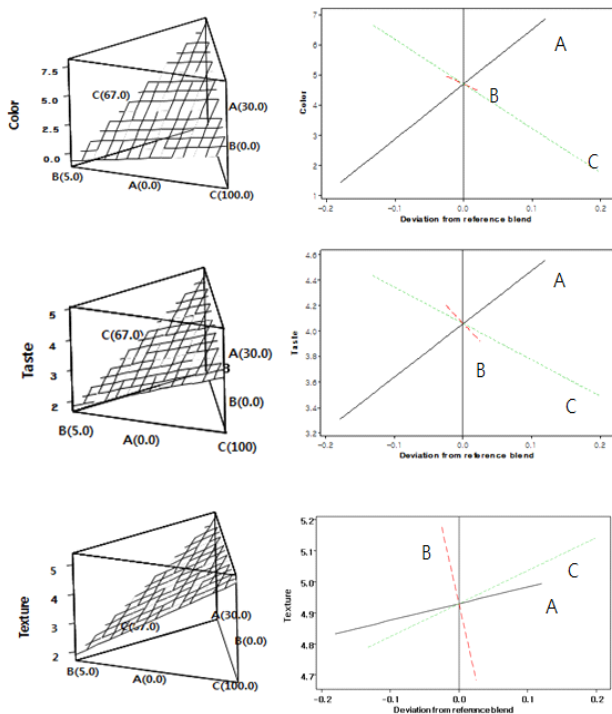 Color
7.5
5.0
2.5
0.0
C(67.0)
A(30.0)
B(0.0)
B(5.0)
A(0.0)
C(100.0)
Color
7
6
5
4
3
2
1
A
B
C
-0.2
-0.1
0.0
0.1
0.2
Deviation from reference blend
Taste
5
4
3
2
C(67.0)
A(30.0)
B
B(0.0)
B(5.0)
A(0.0)
C(100)
Taste
4.6
4.4
4.2
4.0
3.8
3.6
3.4
3.2
A
B
C
-0.2
-0.1
0.0
0.1
0.2
Deviation from reference blend
Texture
5
4
3
2
C(67.0)
A(30.0)
B(0.0)
B(5.0)
A(0.0)
C(100.0)
Texture
5.2
5.1
5.0
4.9
4.8
4.7
B
C
A
-0.2
-0.1
0.0
0.1
0.2
Deviation from reference blend